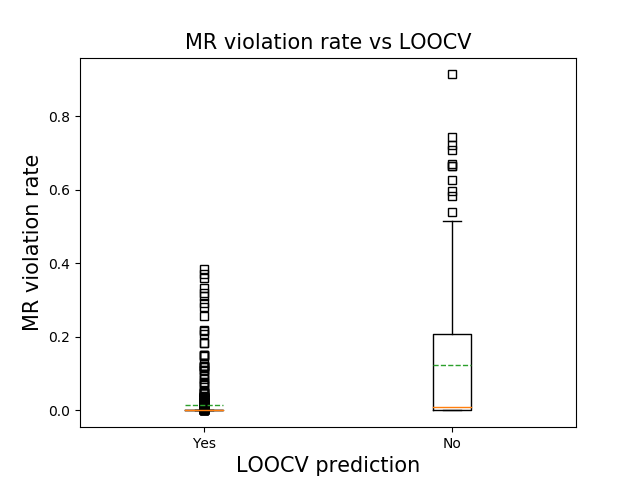 MR violation rate vs LOOCV
MR violation rate
0.8
0.6
0.4
0.2
0.0
Yes
No
LOOCV prediction